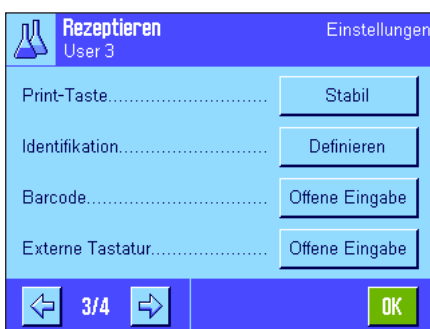 Rezeptieren Einstellungen
User 3
Print-Taste........................... Stabil
Identifikation......................... Definieren
Barcode............................... Offene Eingabe
Externe Tastatur..................... Offene Eingabe
3/4 OK